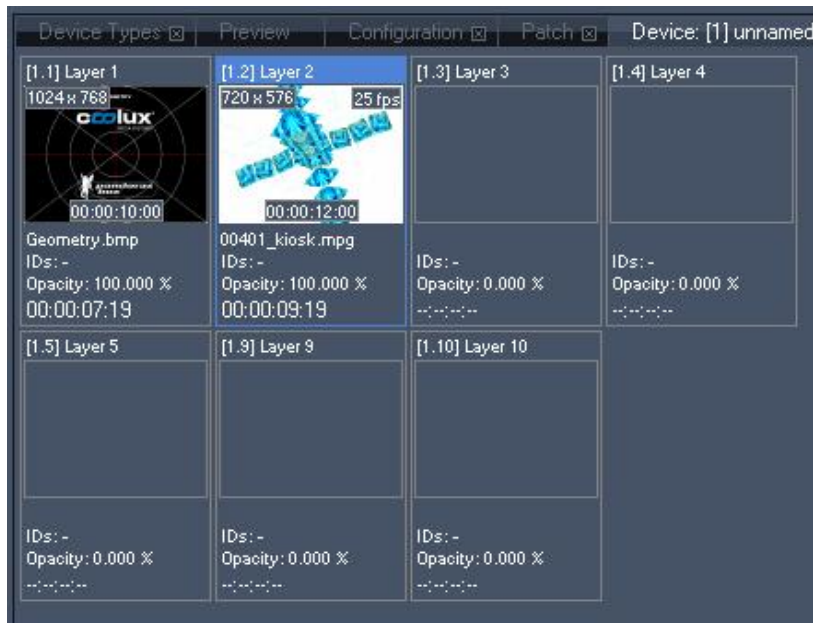 Device Types Preview Configuration Patch Device: [1] unnamed
[1.1] Layer 1
1024 x 768
coolux
00:00:10:00
Geometry.bmp
IDs: -
Opacity: 100.000 %
00:00:07:19
[1.2] Layer 2
720 x 576 25 fps
00:00:12:00
00401_kiosk.mpg
IDs: -
Opacity: 100.000 %
00:00:09:19
[1.3] Layer 3
IDs: -
Opacity: 0.000 %
--:--:--:--
[1.4] Layer 4
IDs: -
Opacity: 0.000 %
--:--:--:--
[1.5] Layer 5
IDs: -
Opacity: 0.000 %
--:--:--:--
[1.9] Layer 9
IDs: -
Opacity: 0.000 %
--:--:--:--
[1.10] Layer 10
IDs: -
Opacity: 0.000 %
--:--:--:--